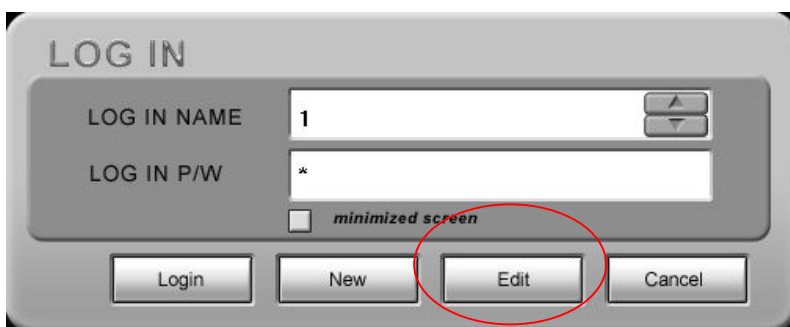 LOG IN
LOG IN NAME 1
LOG IN P/W *
minimized screen
Login New Edit Cancel